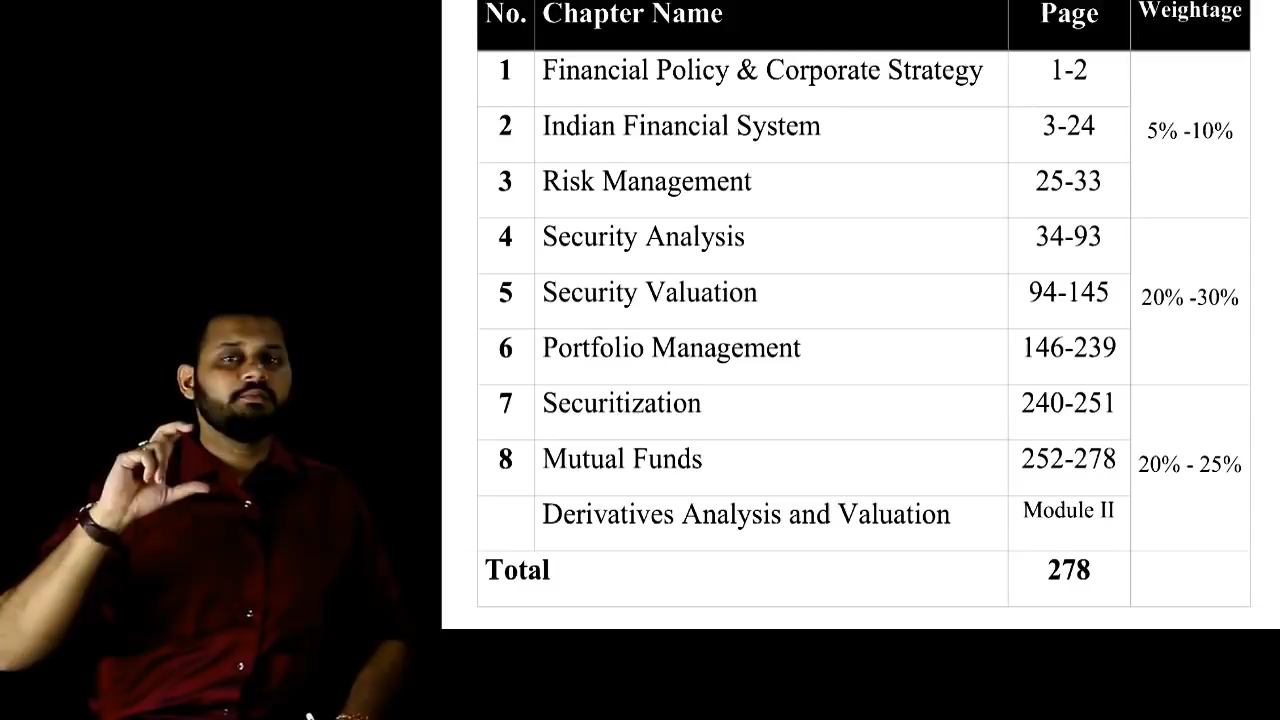 No. Chapter Name Page Weightage
1 Financial Policy & Corporate Strategy 1-2
2 Indian Financial System 3-24 5% -10%
3 Risk Management 25-33
4 Security Analysis 34-93
5 Security Valuation 94-145 20% -30%
6 Portfolio Management 146-239
7 Securitization 240-251
8 Mutual Funds 252-278 20% - 25%
Derivatives Analysis and Valuation Module II
Total 278